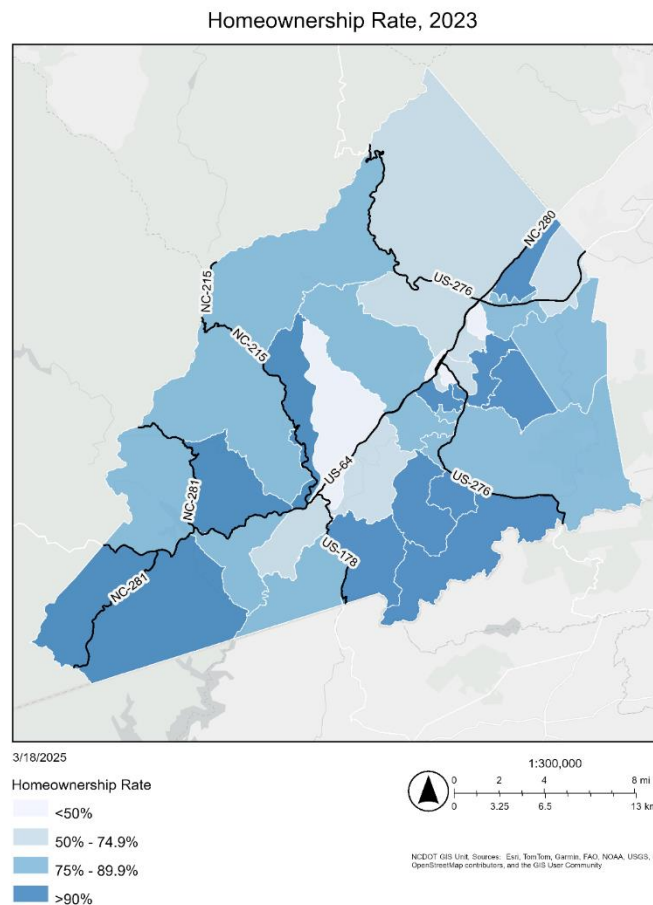 Homeownership Rate, 2023
NC-280
US-276
NC-215
NC-215
US-64
US-276
NC-281
US-178
NC-281
3/18/2025
1:300,000
Homeownership Rate
0 2 4 8 mi
0 3.25 6.5 13 km
<50%
50% - 74.9%
75% - 89.9%
>90%
NCDOT GIS Unit, Sources: Esri, TomTom, Garmin, FAO, NOAA, USGS,
OpenStreetMap contributors, and the GIS User Community